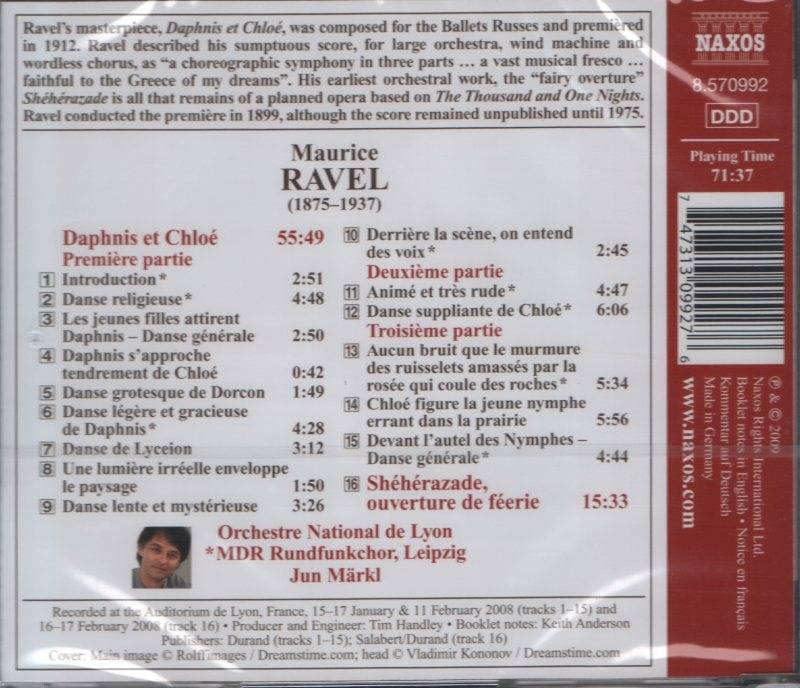 Ravel's masterpiece, Daphnis et Chloé, was composed for the Ballets Russes and premièred
in 1912. Ravel described his sumptuous score, for large orchestra, wind machine and
wordless chorus, as “a choreographic symphony in three parts ... a vast musical fresco ...
faithful to the Greece of my dreams”. His earliest orchestral work, the “fairy overture”
Shéhérazade is all that remains of a planned opera based on The Thousand and One Nights.
Ravel conducted the première in 1899, although the score remained unpublished until 1975.
Maurice
RAVEL
(1875–1937)
Daphnis et Chloé 55:49
Première partie
1 Introduction* 2:51
2 Danse religieuse* 4:48
3 Les jeunes filles attirent
Daphnis – Danse générale 2:50
4 Daphnis s'approche
tendrement de Chloé 0:42
5 Danse grotesque de Dorcon 1:49
6 Danse légère et gracieuse
de Daphnis* 4:28
7 Danse de Lyceion 3:12
8 Une lumière irréelle enveloppe
le paysage 1:50
9 Danse lente et mystérieuse 3:26
10 Derrière la scène, on entend
des voix* 2:45
Deuxième partie
11 Animé et très rude* 4:47
12 Danse suppliante de Chloé* 6:06
Troisième partie
13 Aucun bruit que le murmure
des ruisselets amassés par la
rosée qui coule des roches* 5:34
14 Chloé figure la jeune nymphe
errant dans la prairie 5:56
15 Devant l'autel des Nymphes –
Danse générale* 4:44
16 Shéhérazade,
ouverture de féerie 15:33
Orchestre National de Lyon
*MDR Rundfunkchor, Leipzig
Jun Märkl
Recorded at the Auditorium de Lyon, France, 15–17 January & 11 February 2008 (tracks 1–15) and
16–17 February 2008 (track 16) • Producer and Engineer: Tim Handley • Booklet notes: Keith Anderson
Publishers: Durand (tracks 1–15); Salabert/Durand (track 16)
Cover: Main image © Rolffimages / Dreamstime.com; head © Vladimir Kononov / Dreamstime.com
NAXOS
8.570992
DDD
Playing Time
71:37
7 47313 09927 6
℗ & © 2009
Naxos Rights International Ltd.
Booklet notes in English • Notice en français
Kommentar auf Deutsch
Made in Germany
www.naxos.com